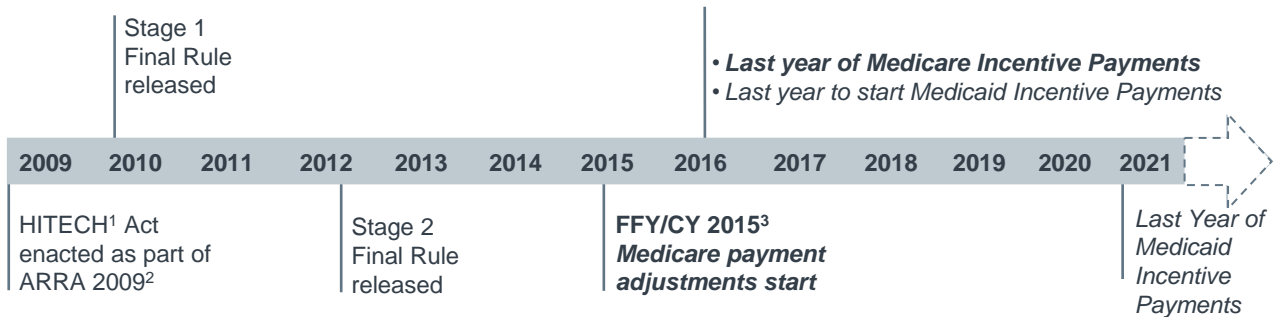 Stage 1
Final Rule
released
• Last year of Medicare Incentive Payments
• Last year to start Medicaid Incentive Payments
2009 2010 2011 2012 2013 2014 2015 2016 2017 2018 2019 2020 2021
HITECH¹ Act
enacted as part of
ARRA 2009²
Stage 2
Final Rule
released
FFY/CY 2015³
Medicare payment
adjustments start
Last Year of
Medicaid
Incentive
Payments